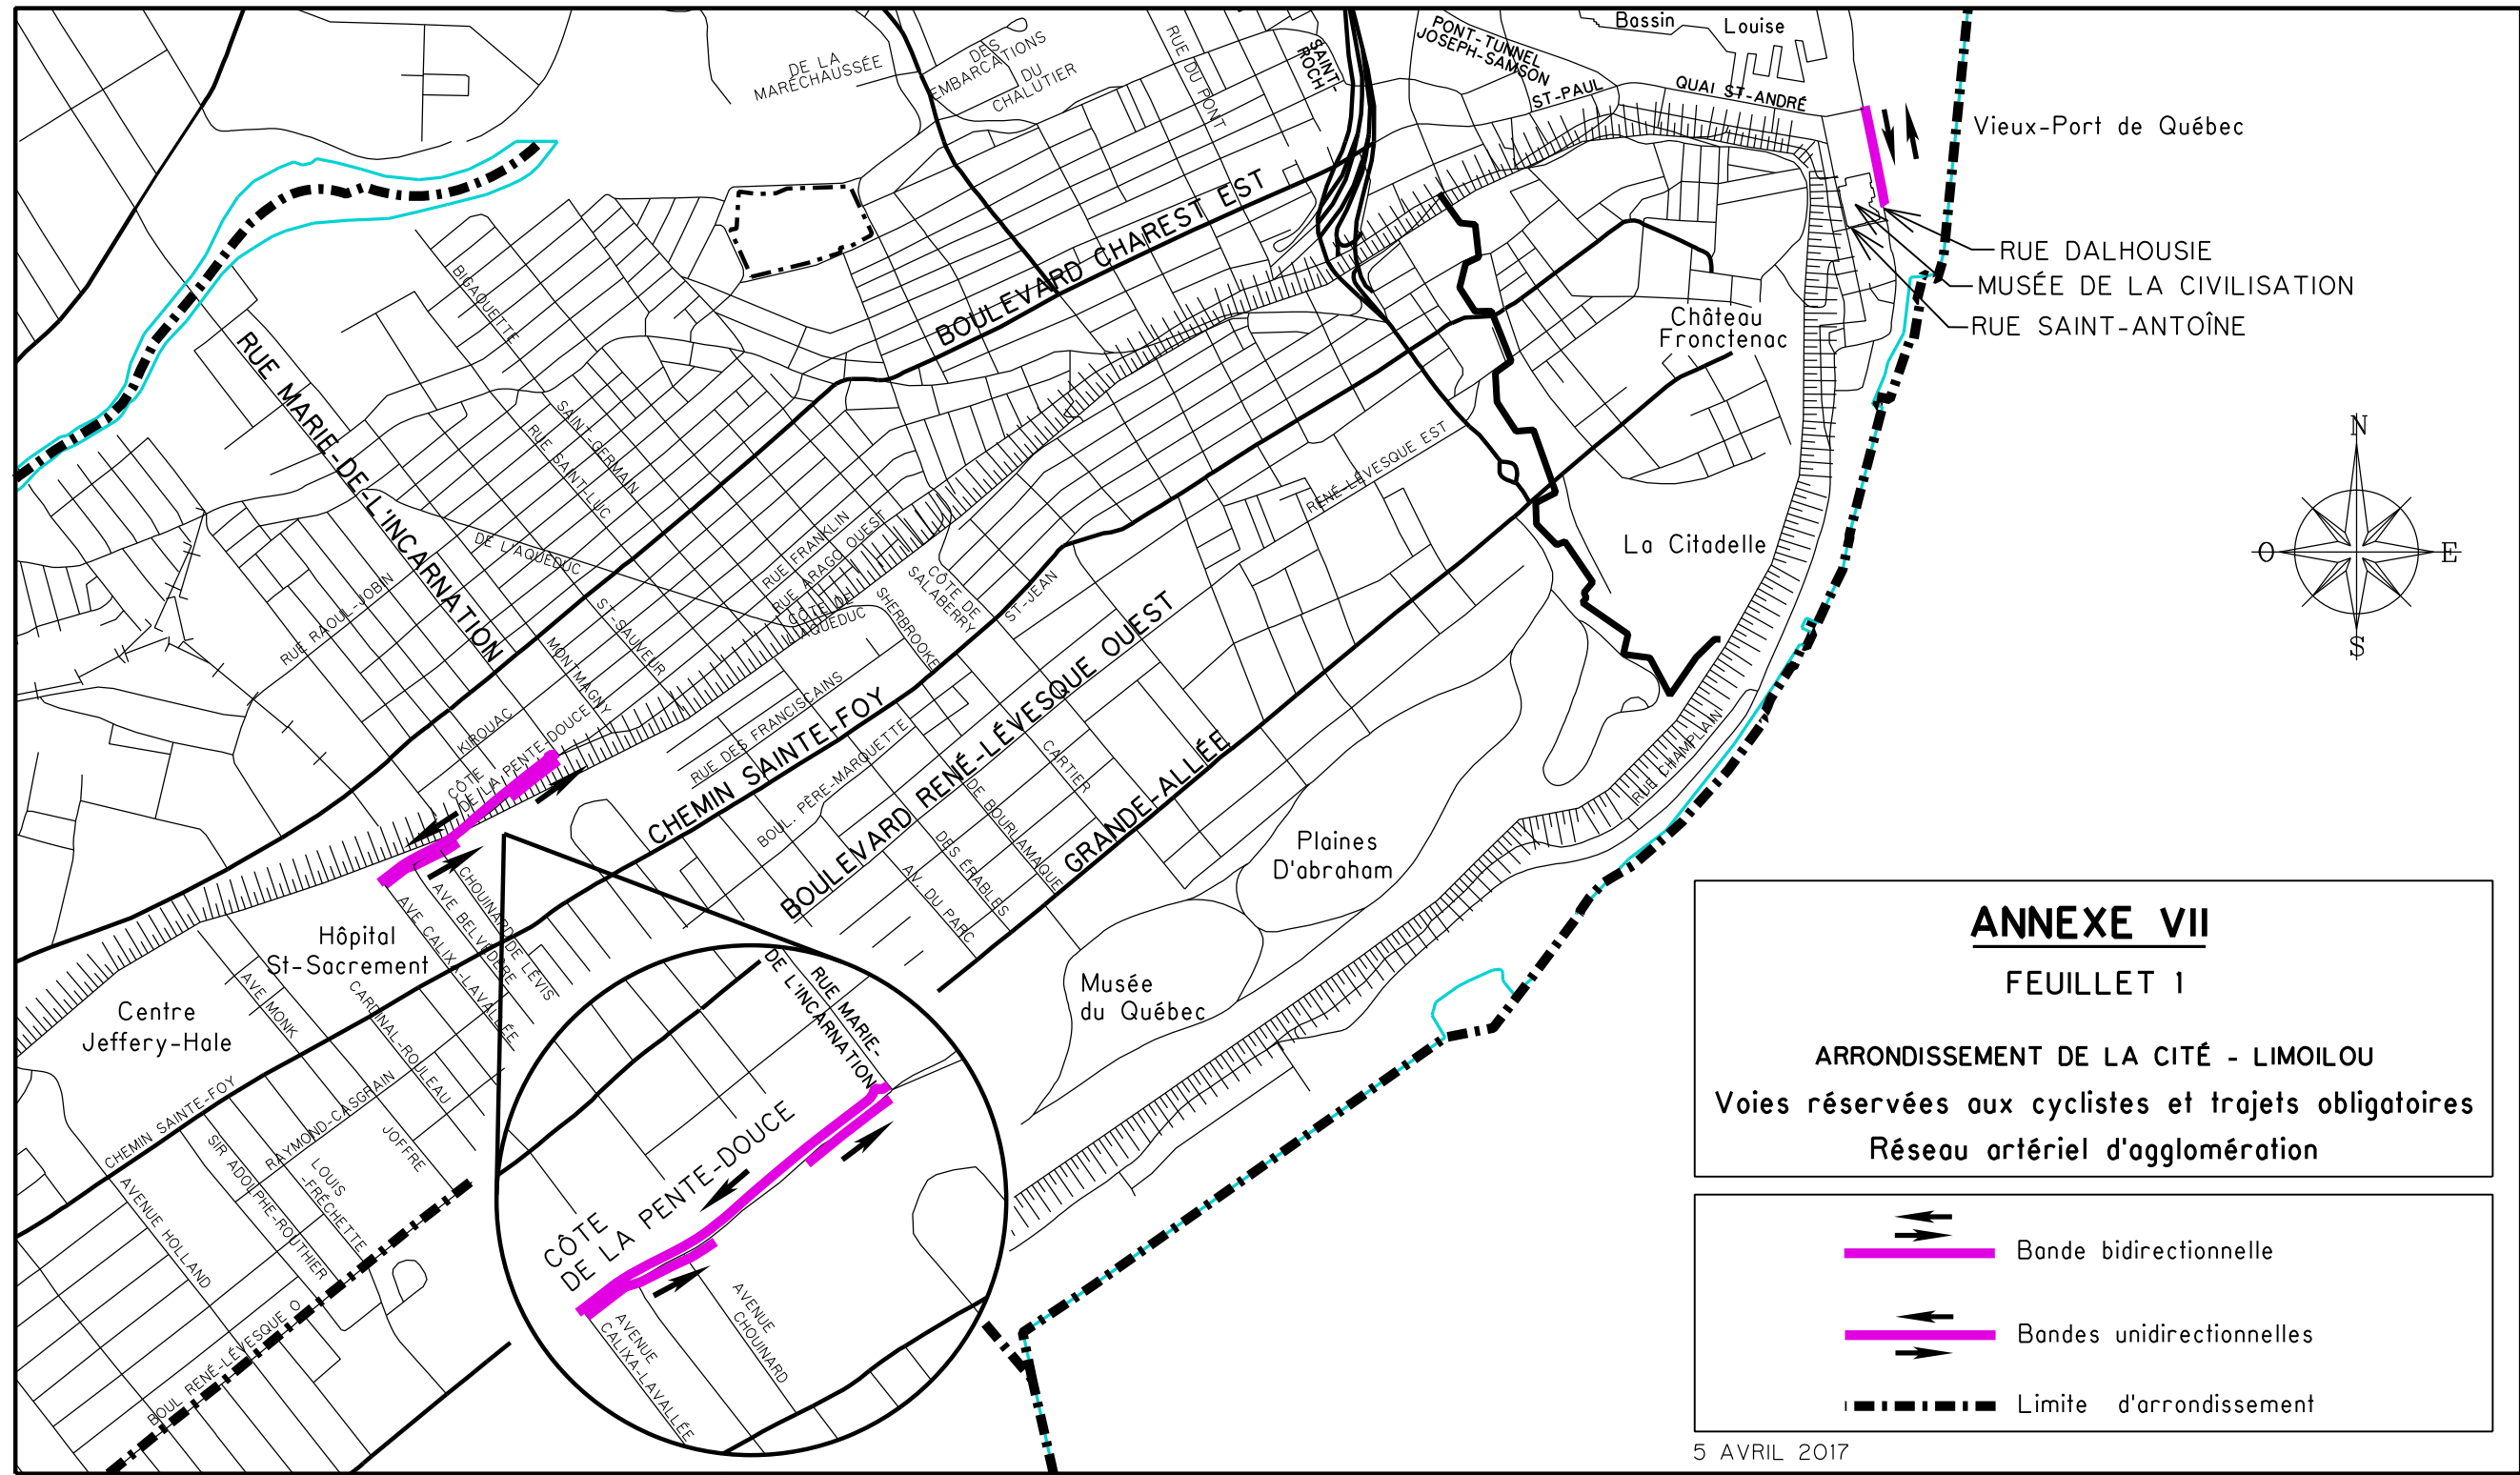 Bassin
Louise
PONT-TUNNEL
JOSEPH-SAMSON
SAINT-
ROCH
RUE DU PONT
DES
EMBARCATIONS
DU
CHALUTIER
DE LA
MARÉCHAUSSÉE
ST-PAUL
QUAI ST-ANDRÉ
Vieux-Port de Québec
RUE DALHOUSIE
MUSÉE DE LA CIVILISATION
RUE SAINT-ANTOÎNE
BOULEVARD CHAREST EST
BIGAOUETTE
RUE MARIE-DE-L'INCARNATION
Château
Fronctenac
SAINT-GERMAIN
RUE SAINT-LUC
RENÉ-LÉVESQUE EST
La Citadelle
N
O
E
S
DE L'AQUEDUC
RUE FRANKLIN
RUE ARAGO OUEST
CÔTE DE
L'AQUEDUC
CÔTE DE
SALABERRY
SHERBROOKE
ST-JEAN
RUE RAOUL-JOBIN
ST-SAUVEUR
MONTMAGNY
KIROUAC
CÔTE
DE LA PENTE-DOUCE
RUE DES FRANCISCAINS
CHEMIN SAINTE-FOY
BOUL. PÈRE-MARQUETTE
BOULEVARD RENÉ-LÉVESQUE OUEST
CARTIER
DE BOURLAMAQUE
DES ÉRABLES
AV. DU PARC
GRANDE-ALLÉE
RUE CHAMPLAIN
Plaines
D'abraham
Musée
du Québec
CHOUINARD
DE LÉVIS
AVE BELVÉDÈRE
AVE CALIXA-LAVALLÉE
Hôpital
St-Sacrement
Centre
Jeffery-Hale
AVE MONK
CARDINAL-ROULEAU
CHEMIN SAINTE-FOY
RAYMOND-CASGRAIN
JOFFRE
SIR ADOLPHE-ROUTHIER
LOUIS
-FRÉCHETTE
AVENUE HOLLAND
BOUL RENÉ-LÉVESQUE O
RUE MARIE-
DE L'INCARNATION
CÔTE
DE LA PENTE-DOUCE
AVENUE
CALIXA-LAVALLÉE
AVENUE
CHOUINARD
ANNEXE VII
FEUILLET 1
ARRONDISSEMENT DE LA CITÉ - LIMOILOU
Voies réservées aux cyclistes et trajets obligatoires
Réseau artériel d'agglomération
Bande bidirectionnelle
Bandes unidirectionnelles
Limite d'arrondissement
5 AVRIL 2017